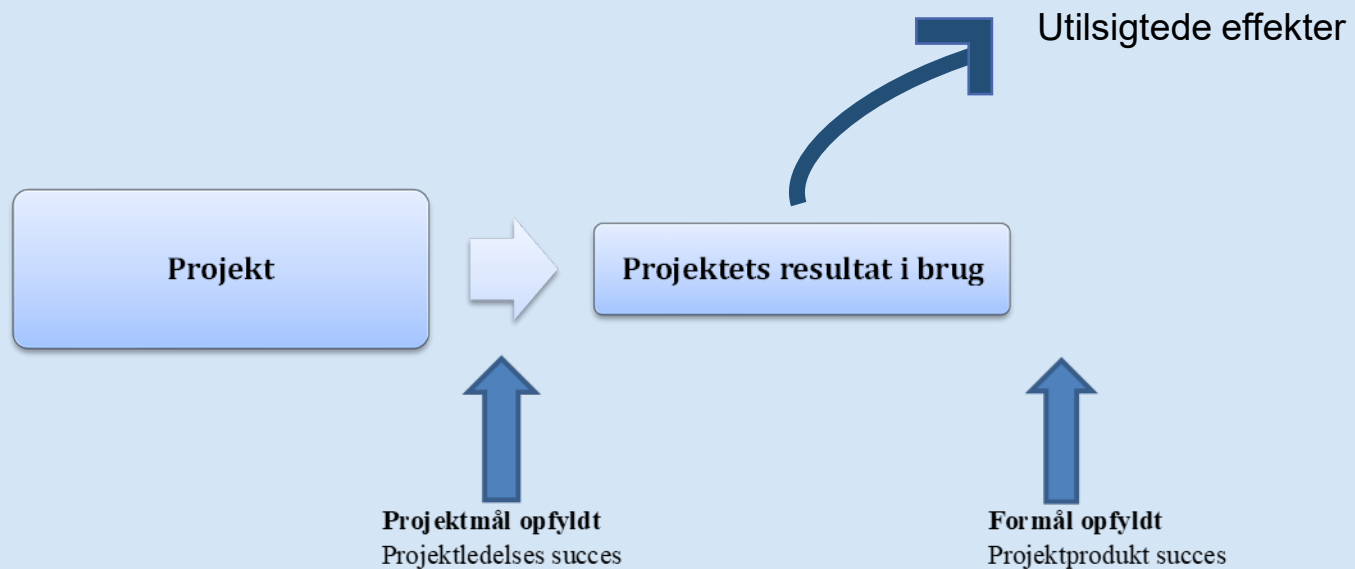 Utilsigtede effekter
Projekt
Projektets resultat i brug
Projektmål opfyldt
Projektledelses succes
Formål opfyldt
Projektprodukt succes